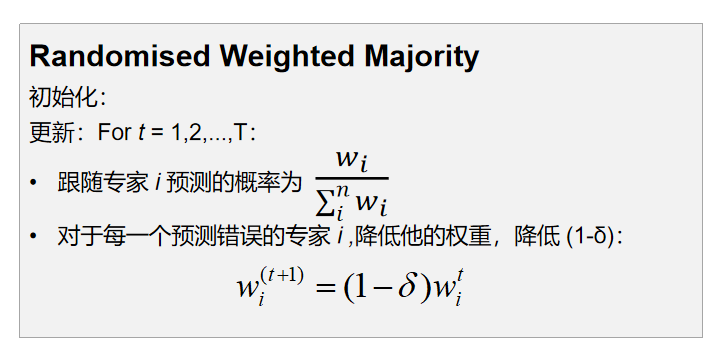 Randomised Weighted Majority
初始化：
更新：For t = 1,2,...,T：
• 跟随专家 i 预测的概率为 \frac{w_i}{\sum_i^n w_i}
• 对于每一个预测错误的专家 i ,降低他的权重，降低 (1-δ)：
w_i^{(t+1)} = (1-δ)w_i^t